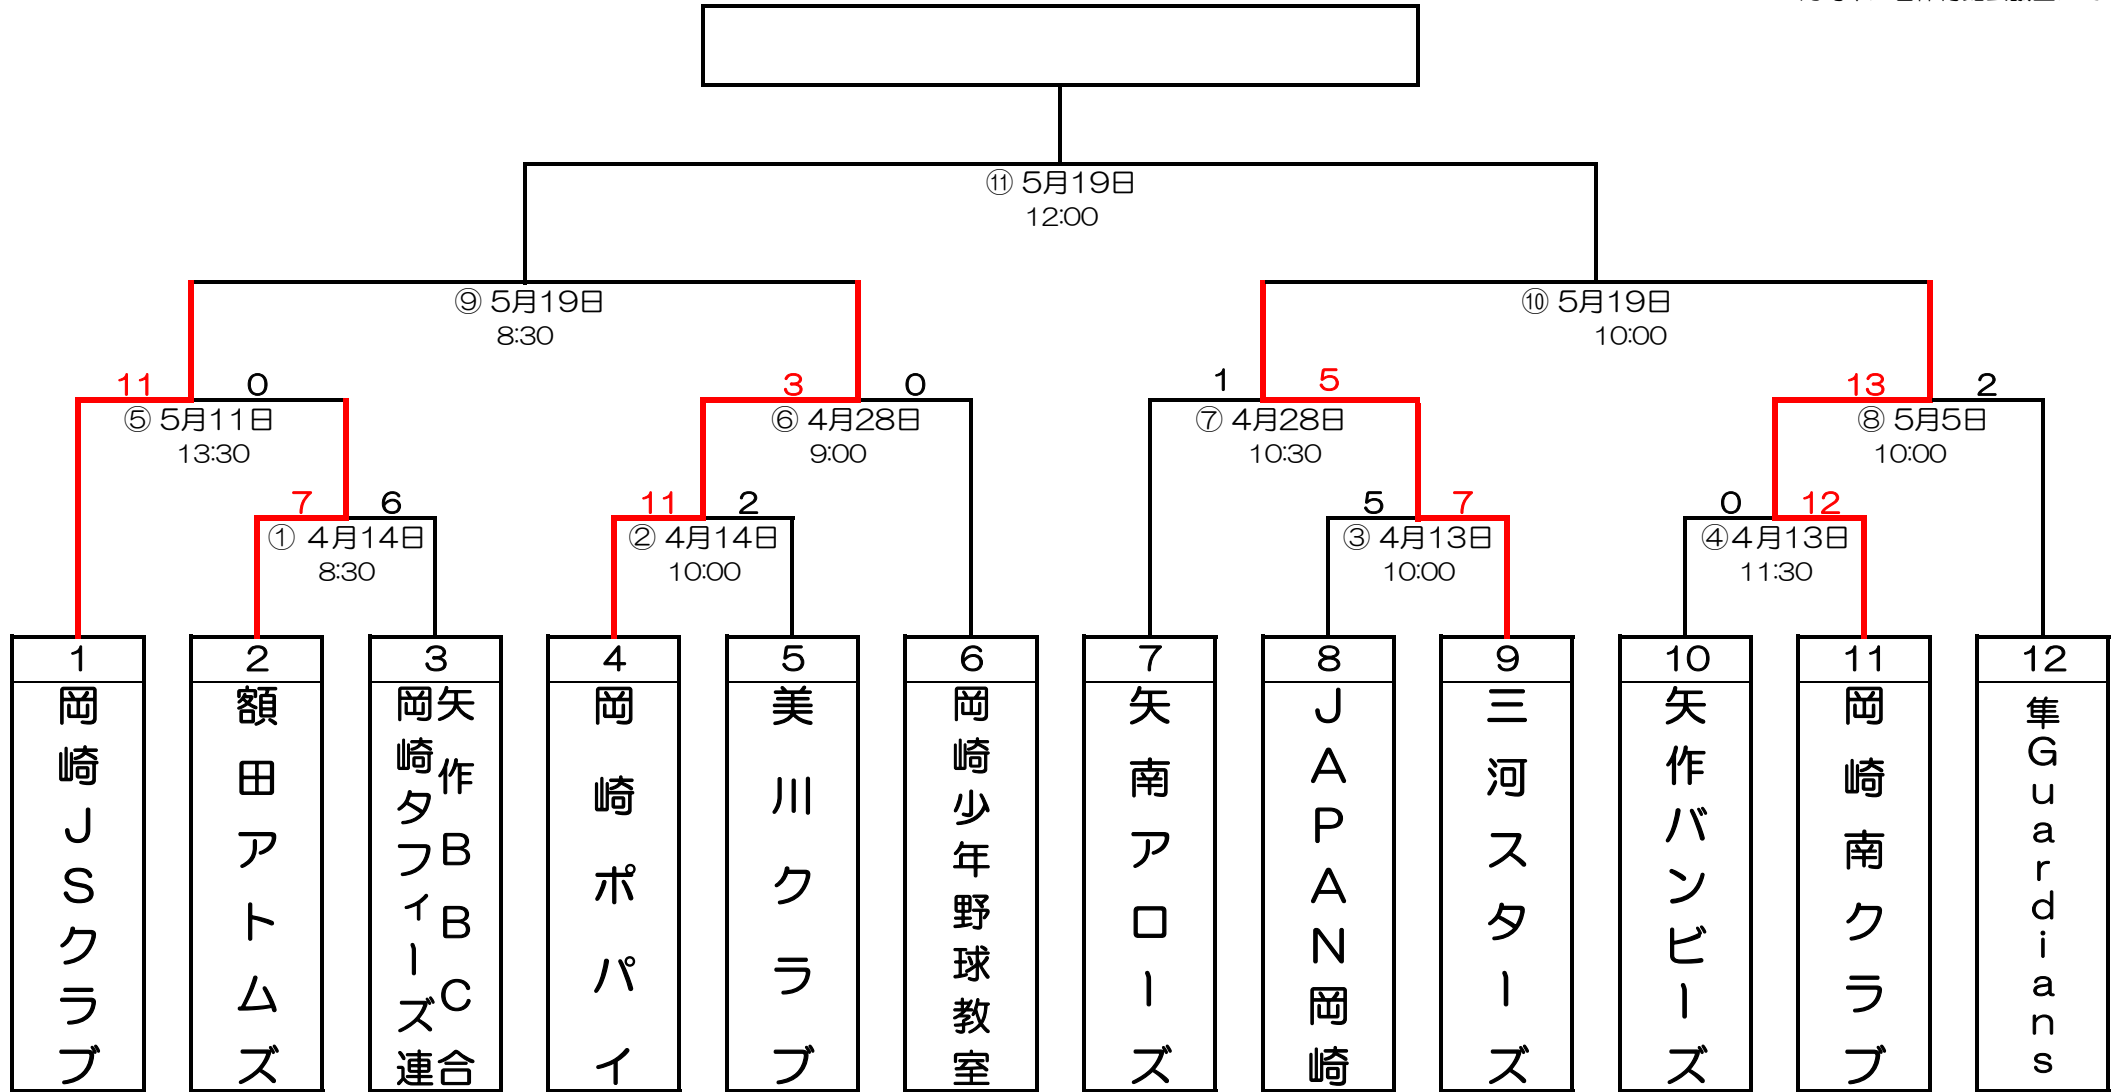 ⑪ 5月19日
12:00
⑨ 5月19日
8:30
⑩ 5月19日
10:00
11 0
⑤ 5月11日
13:30
3 0
⑥ 4月28日
9:00
1 5
⑦ 4月28日
10:30
13 2
⑧ 5月5日
10:00
7 6
① 4月14日
8:30
11 2
② 4月14日
10:00
5 7
③ 4月13日
10:00
0 12
④4月13日
11:30
1
岡崎JSクラブ
2
額田アトムズ
3
矢作BBC
岡崎タフィーズ連合
4
岡崎ポパイ
5
美川クラブ
6
岡崎少年野球教室
7
矢南アローズ
8
JAPAN岡崎
9
三河スターズ
10
矢作バンビーズ
11
岡崎南クラブ
12
隼Guardians